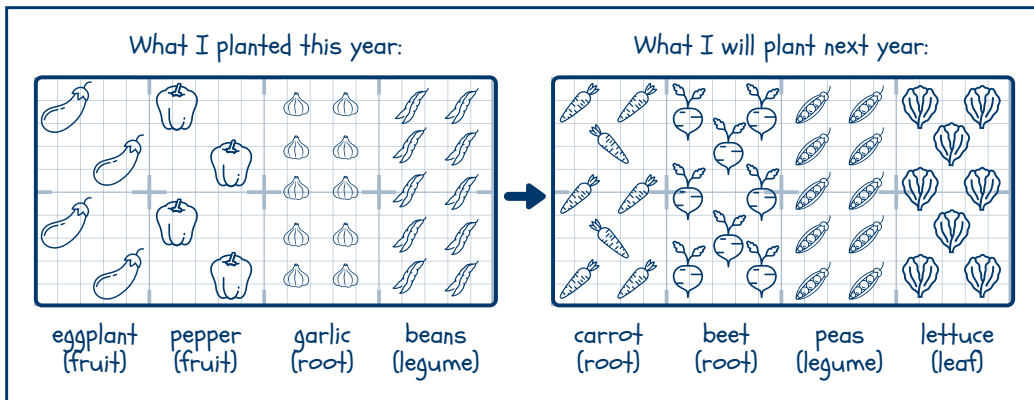 What I planted this year:
What I will plant next year:
eggplant
(fruit)
pepper
(fruit)
garlic
(root)
beans
(legume)
carrot
(root)
beet
(root)
peas
(legume)
lettuce
(leaf)